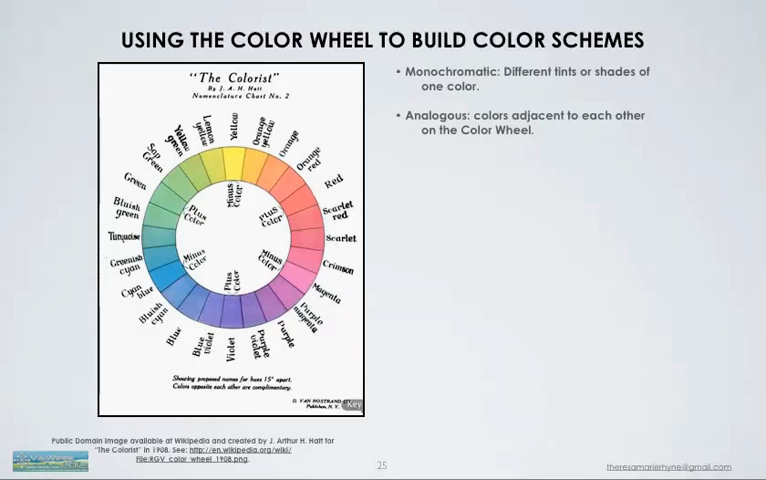 USING THE COLOR WHEEL TO BUILD COLOR SCHEMES
"The Colorist"
By J. A. H. Hatt
Nomenclature Chart No. 2
Yellow
Orange yellow
Orange
Orange red
Red
Scarlet red
Scarlet
Crimson
Magenta
Purple magenta
Purple
Purple violet
Violet
Blue violet
Blue
Bluish cyan
Cyan blue
Greenish cyan
Turquoise
Bluish green
Green
Sap Green
Yellow green
Lemon yellow
Minus Color
Plus Color
Minus Color
Plus Color
Minus Color
Plus Color
Showing proposed names for hues 15° apart.
Colors opposite each other are complimentary.
D. VAN NOSTRAND
Publishers, N. Y.
Key
• Monochromatic: Different tints or shades of
one color.
• Analogous: colors adjacent to each other
on the Color Wheel.
Public Domain image available at Wikipedia and created by J. Arthur H. Hatt for
"The Colorist" in 1908. See: http://en.wikipedia.org/wiki/
File:RGV_color_wheel_1908.png.
25
theresamarierhyne@gmail.com